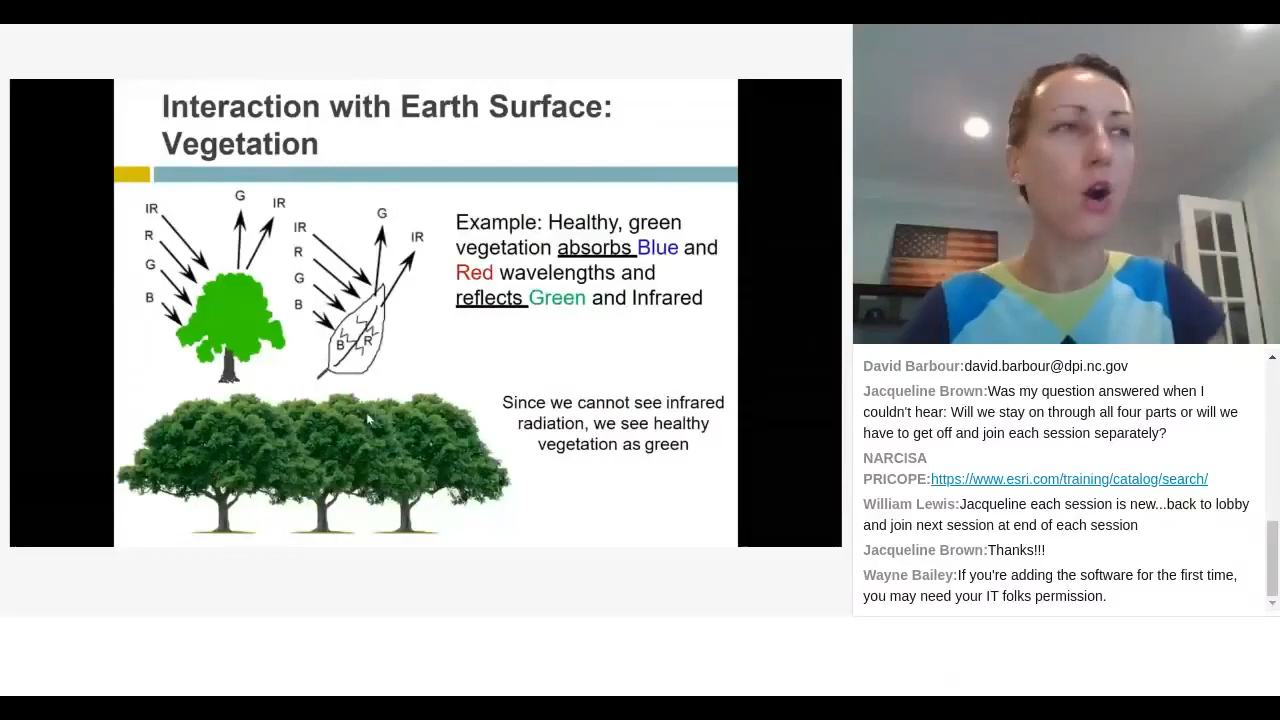 Interaction with Earth Surface:
Vegetation
G
IR
IR
R
G
B
G
IR
IR
R
G
B
B
R
Example: Healthy, green
vegetation absorbs Blue and
Red wavelengths and
reflects Green and Infrared
Since we cannot see infrared
radiation, we see healthy
vegetation as green
David Barbour:david.barbour@dpi.nc.gov
Jacqueline Brown:Was my question answered when I
couldn't hear: Will we stay on through all four parts or will we
have to get off and join each session separately?
NARCISA
PRICOPE:https://www.esri.com/training/catalog/search/
William Lewis:Jacqueline each session is new...back to lobby
and join next session at end of each session
Jacqueline Brown:Thanks!!!
Wayne Bailey:If you're adding the software for the first time,
you may need your IT folks permission.